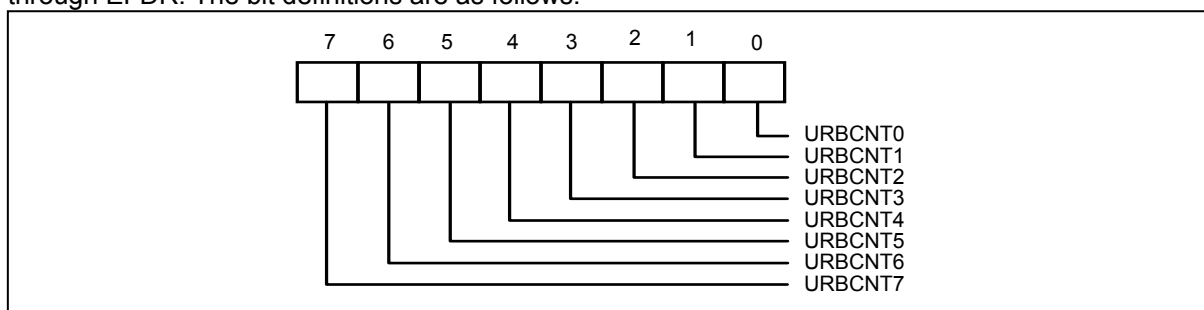 through EPDR. The bit definitions are as follows:
7 6 5 4 3 2 1 0
URBCNT0
URBCNT1
URBCNT2
URBCNT3
URBCNT4
URBCNT5
URBCNT6
URBCNT7